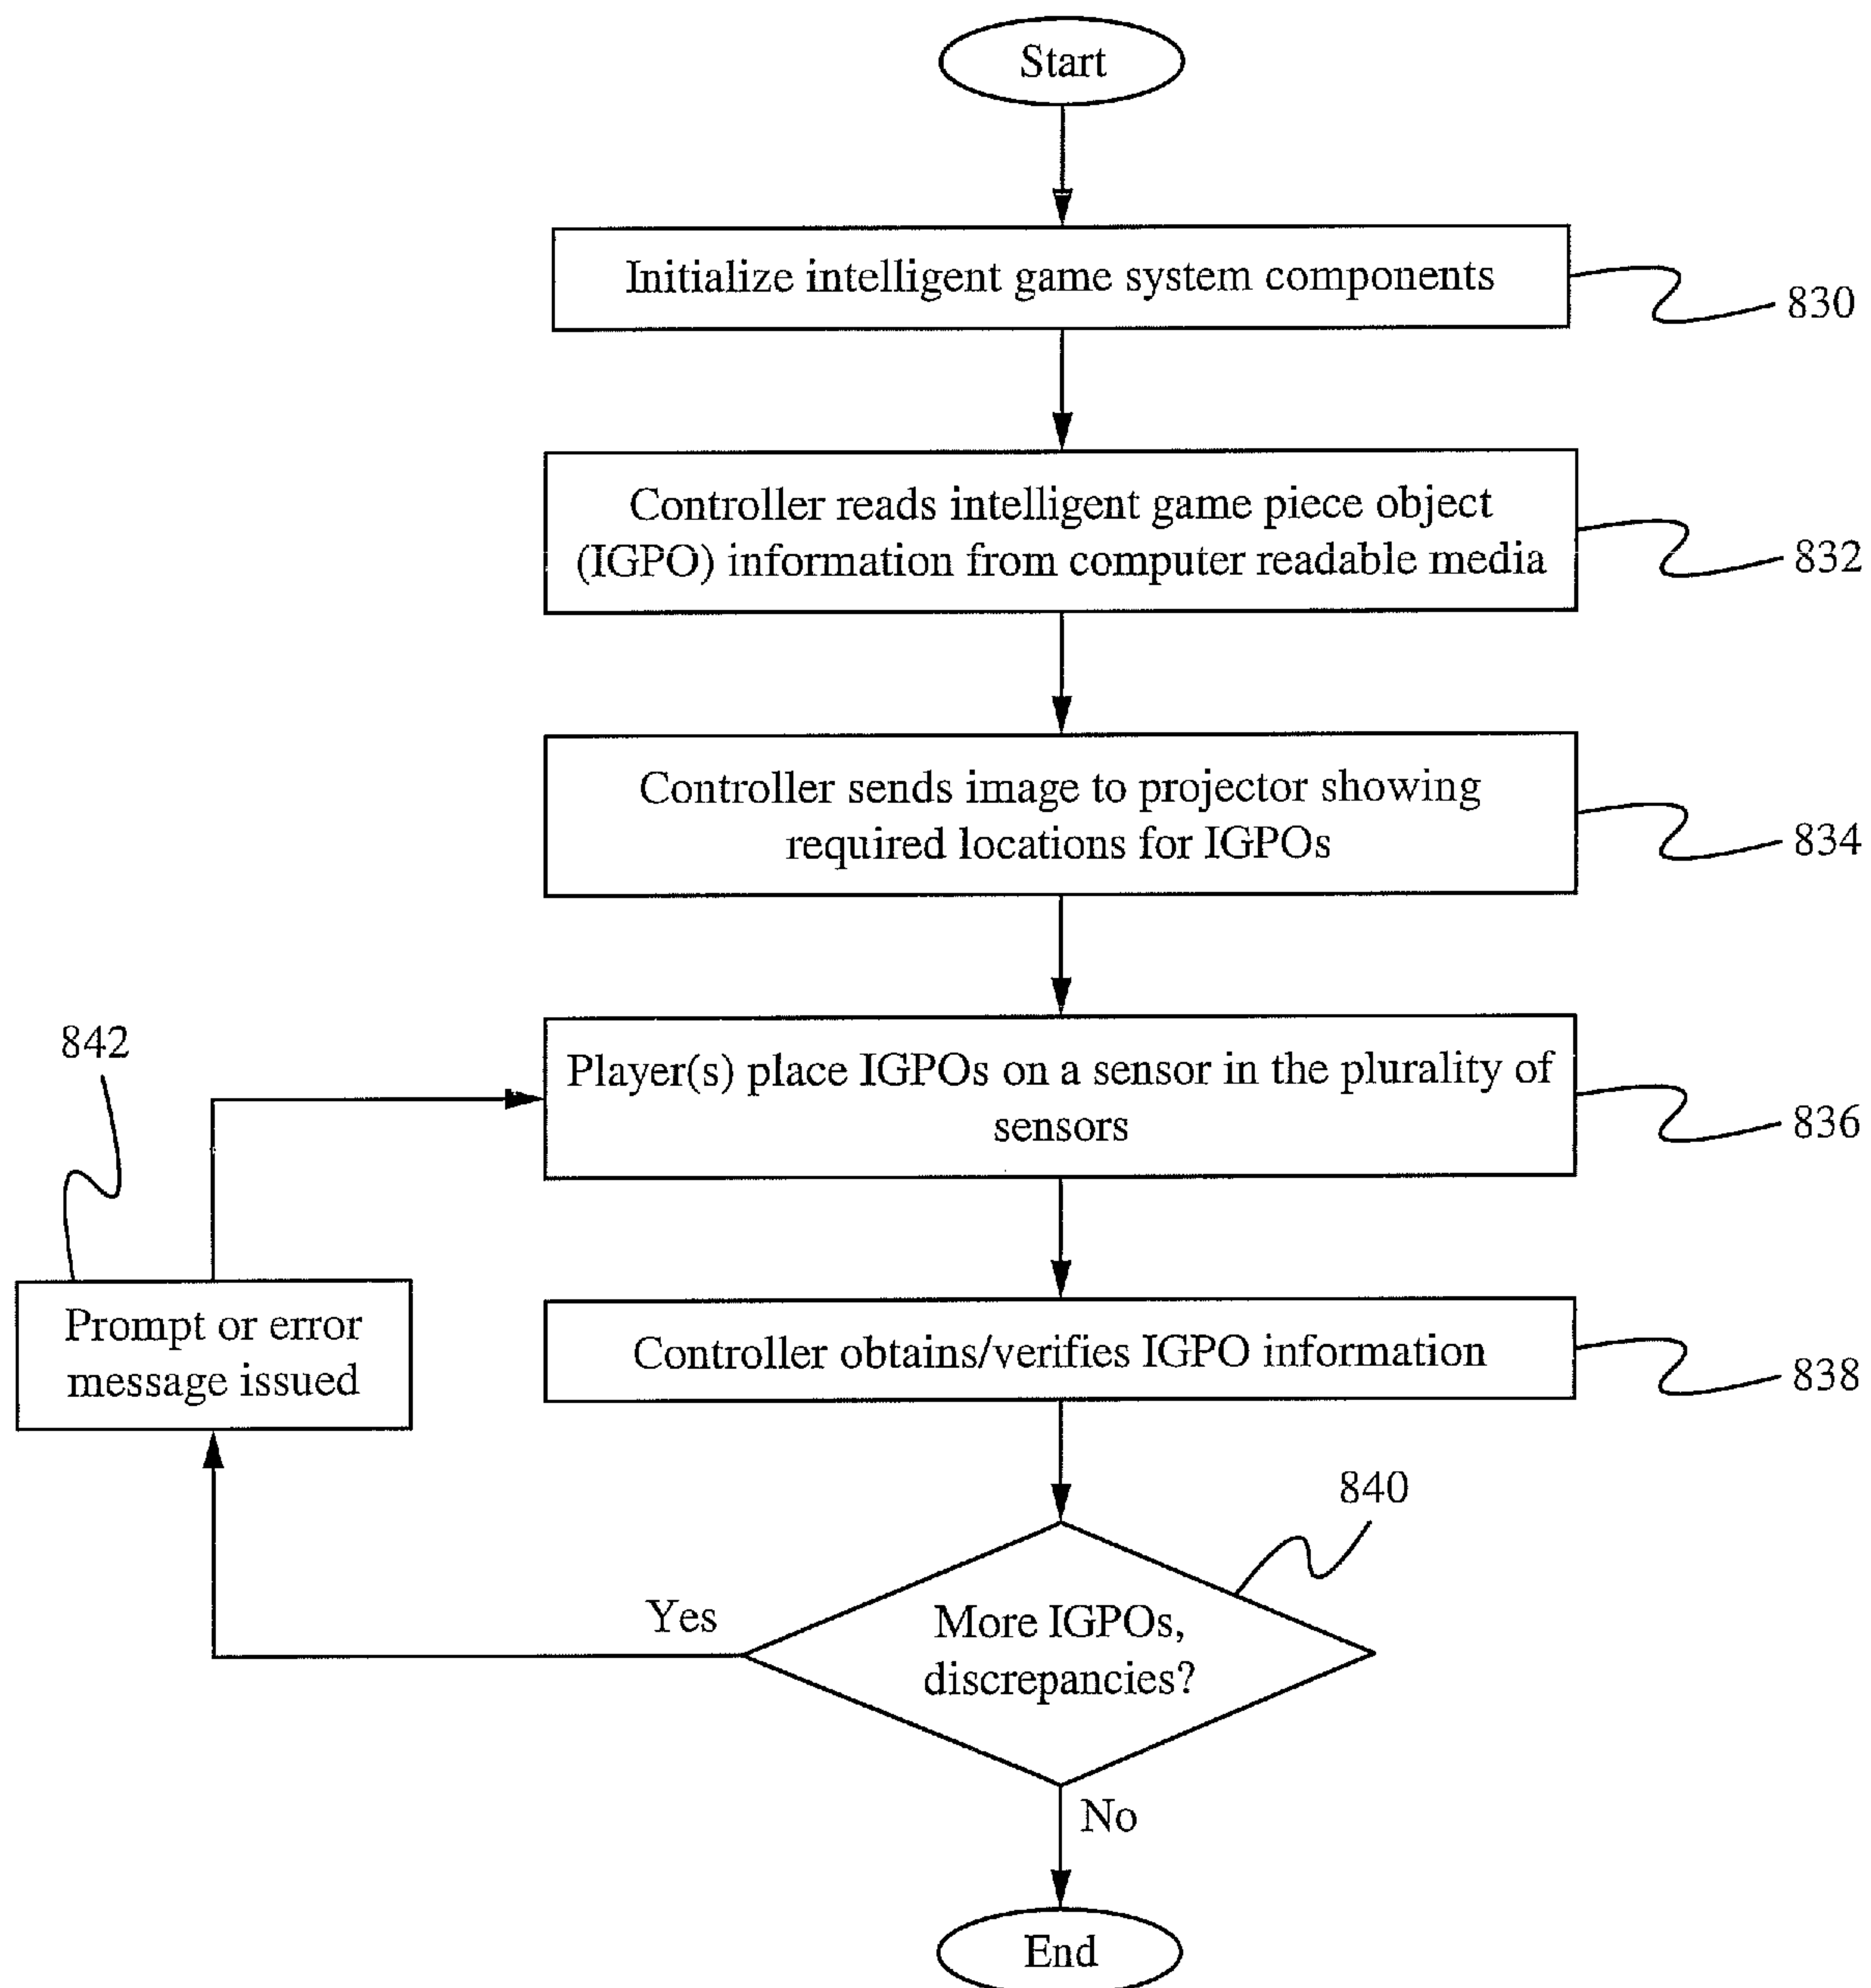 Start
Initialize intelligent game system components
830
Controller reads intelligent game piece object
(IGPO) information from computer readable media
832
Controller sends image to projector showing
required locations for IGPOs
834
842
Player(s) place IGPOs on a sensor in the plurality of
sensors
836
Prompt or error
message issued
Controller obtains/verifies IGPO information
838
840
Yes
More IGPOs,
discrepancies?
No
End